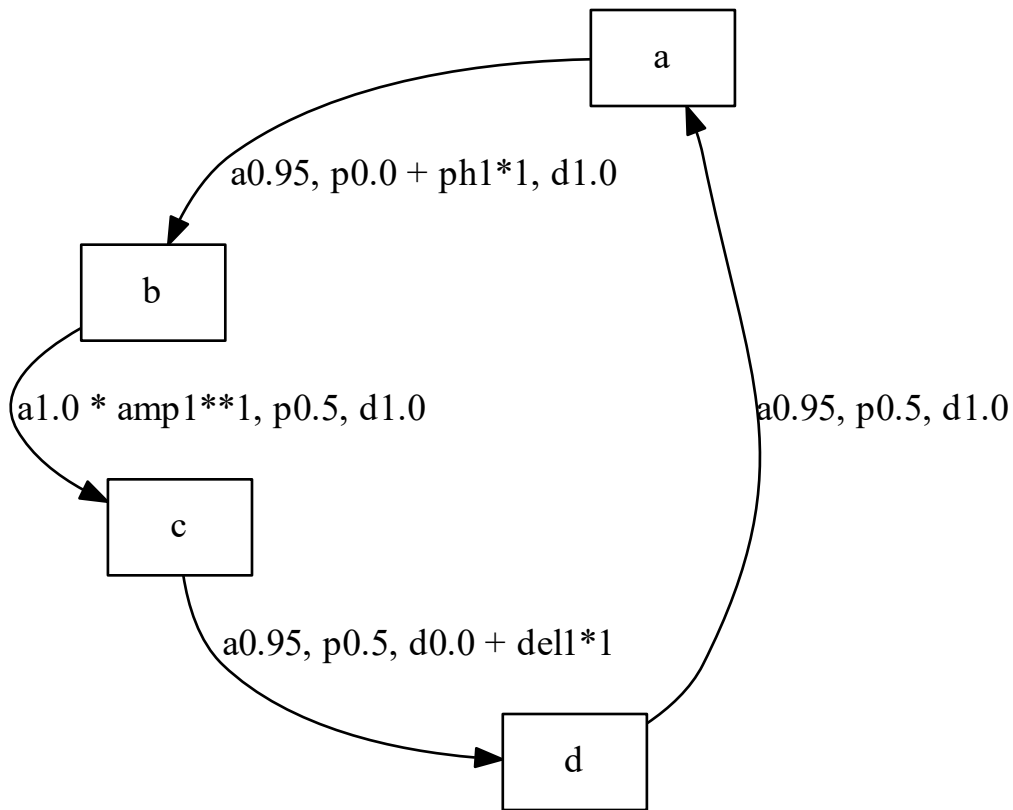 a
a0.95, p0.0 + ph1*1, d1.0
b
a1.0 * amp1**1, p0.5, d1.0
a0.95, p0.5, d1.0
c
a0.95, p0.5, d0.0 + del1*1
d